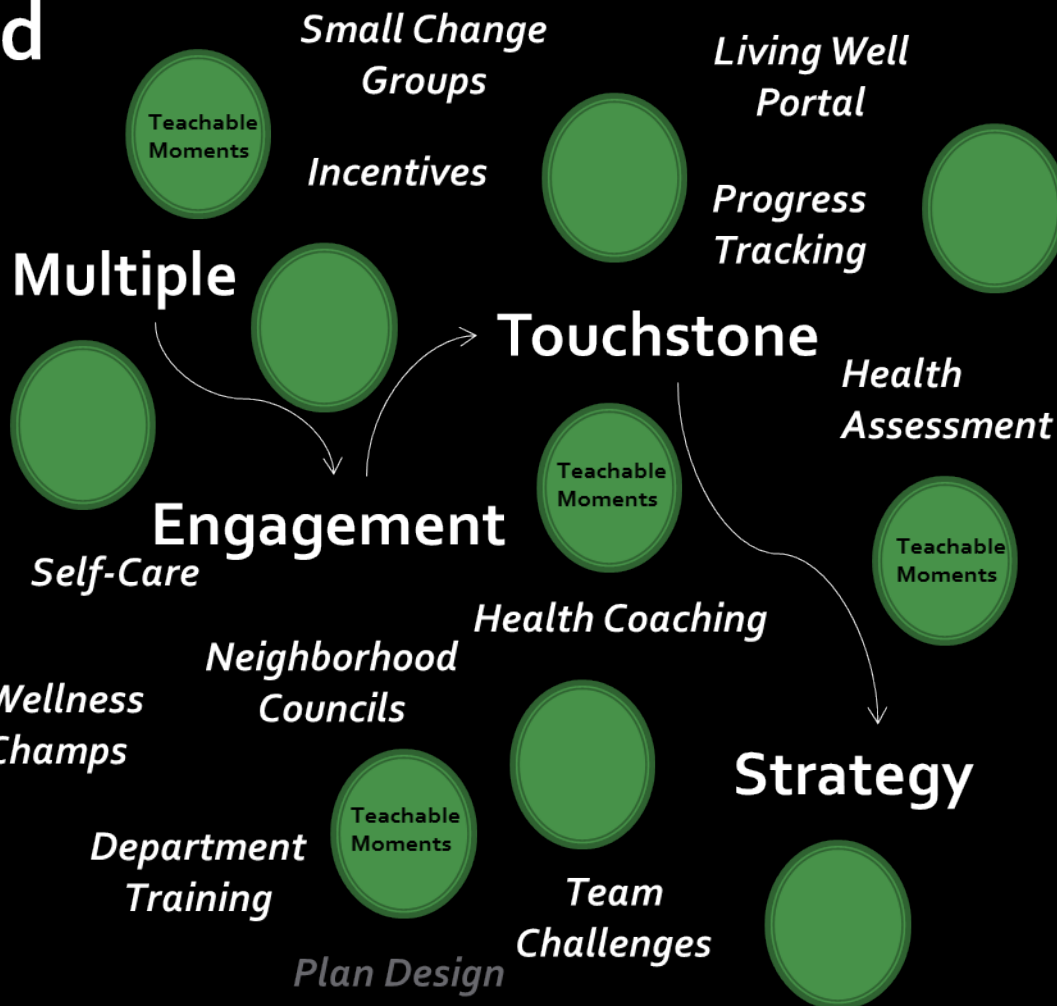 d
Small Change
Groups
Living Well
Portal
Teachable
Moments
Incentives
Progress
Tracking
Multiple
Touchstone
Health
Assessment
Teachable
Moments
Engagement
Teachable
Moments
Self-Care
Health Coaching
Neighborhood
Councils
Wellness
Champs
Strategy
Teachable
Moments
Department
Training
Team
Challenges
Plan Design